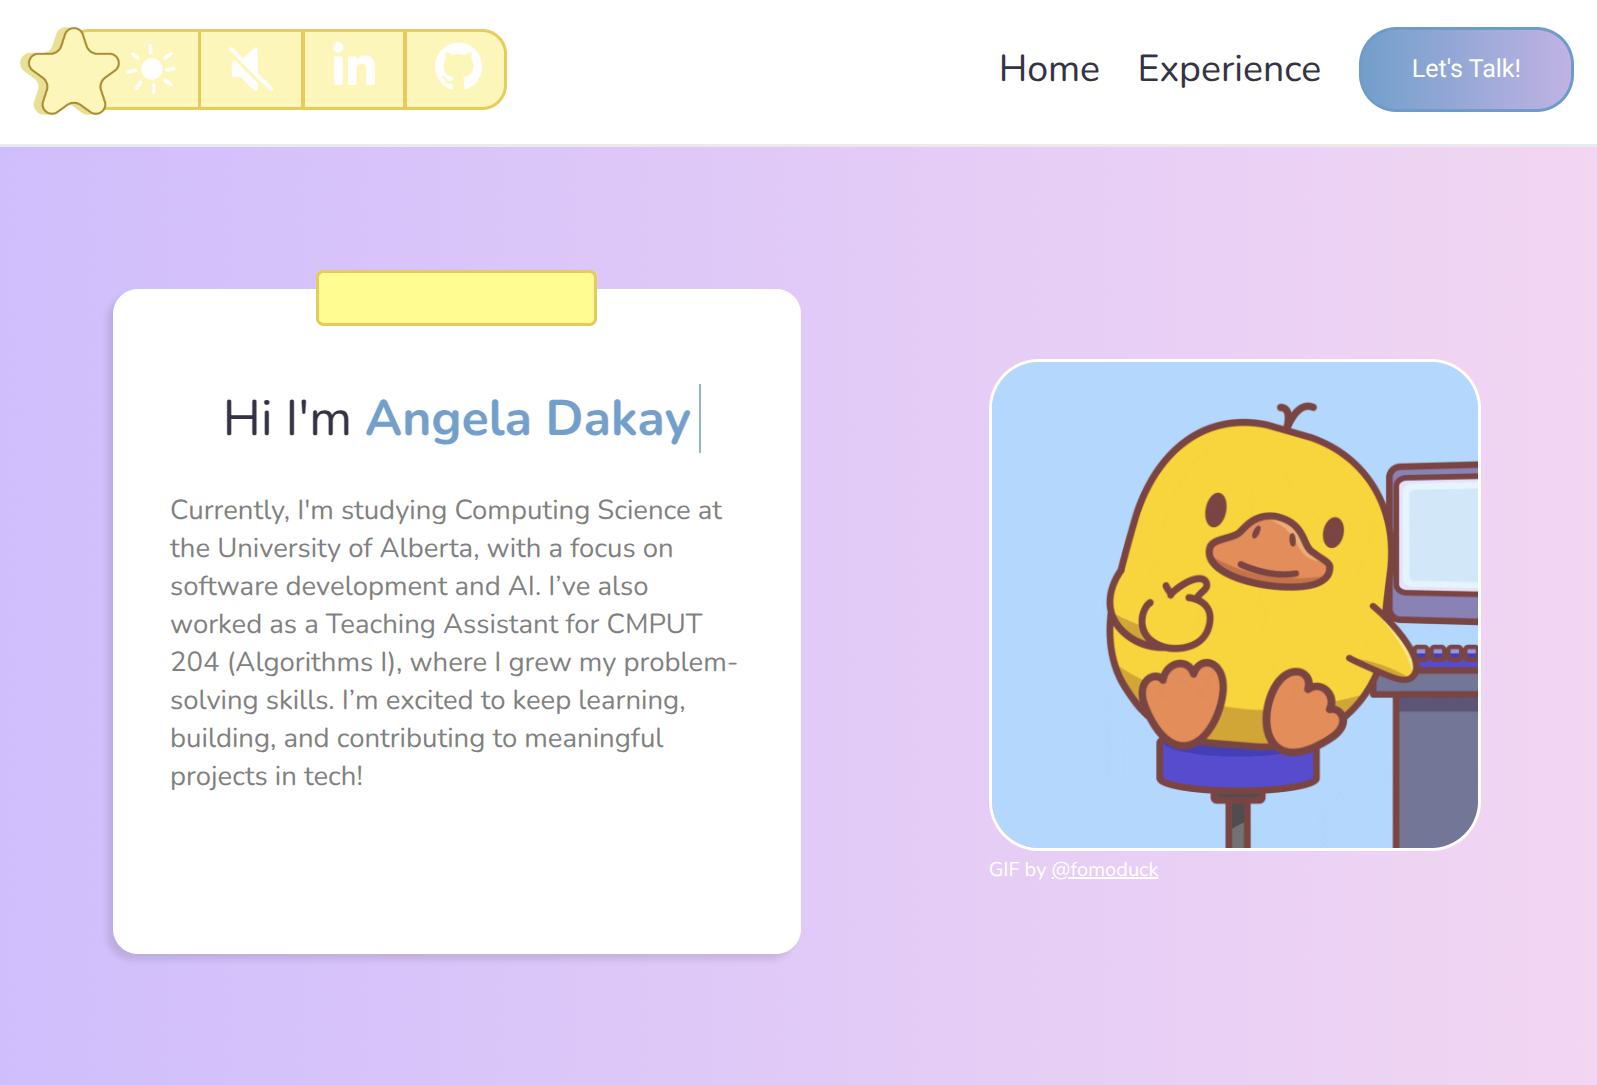 in
Home
Experience
Let's Talk!
Hi I'm Angela Dakay
Currently, I'm studying Computing Science at
the University of Alberta, with a focus on
software development and AI. I’ve also
worked as a Teaching Assistant for CMPUT
204 (Algorithms I), where I grew my problem-
solving skills. I’m excited to keep learning,
building, and contributing to meaningful
projects in tech!
GIF by @fomoduck